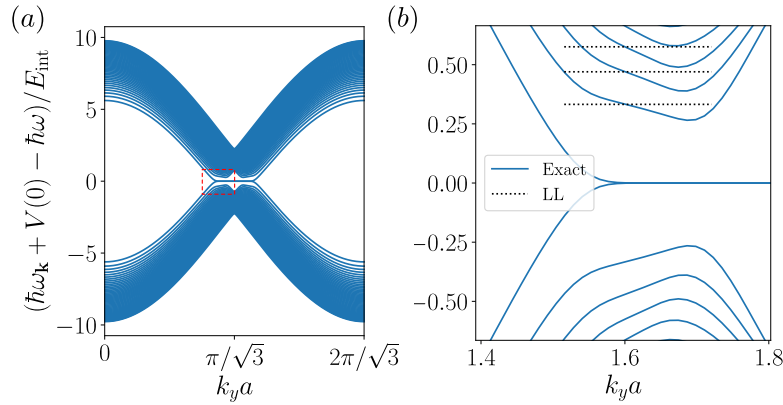 (a)
(ħω_k + V(0) − ħω)/E_int
10
5
0
−5
−10
0
π/√3
2π/√3
k_y a
(b)
0.50
0.25
0.00
−0.25
−0.50
Exact
LL
1.4
1.6
1.8
k_y a